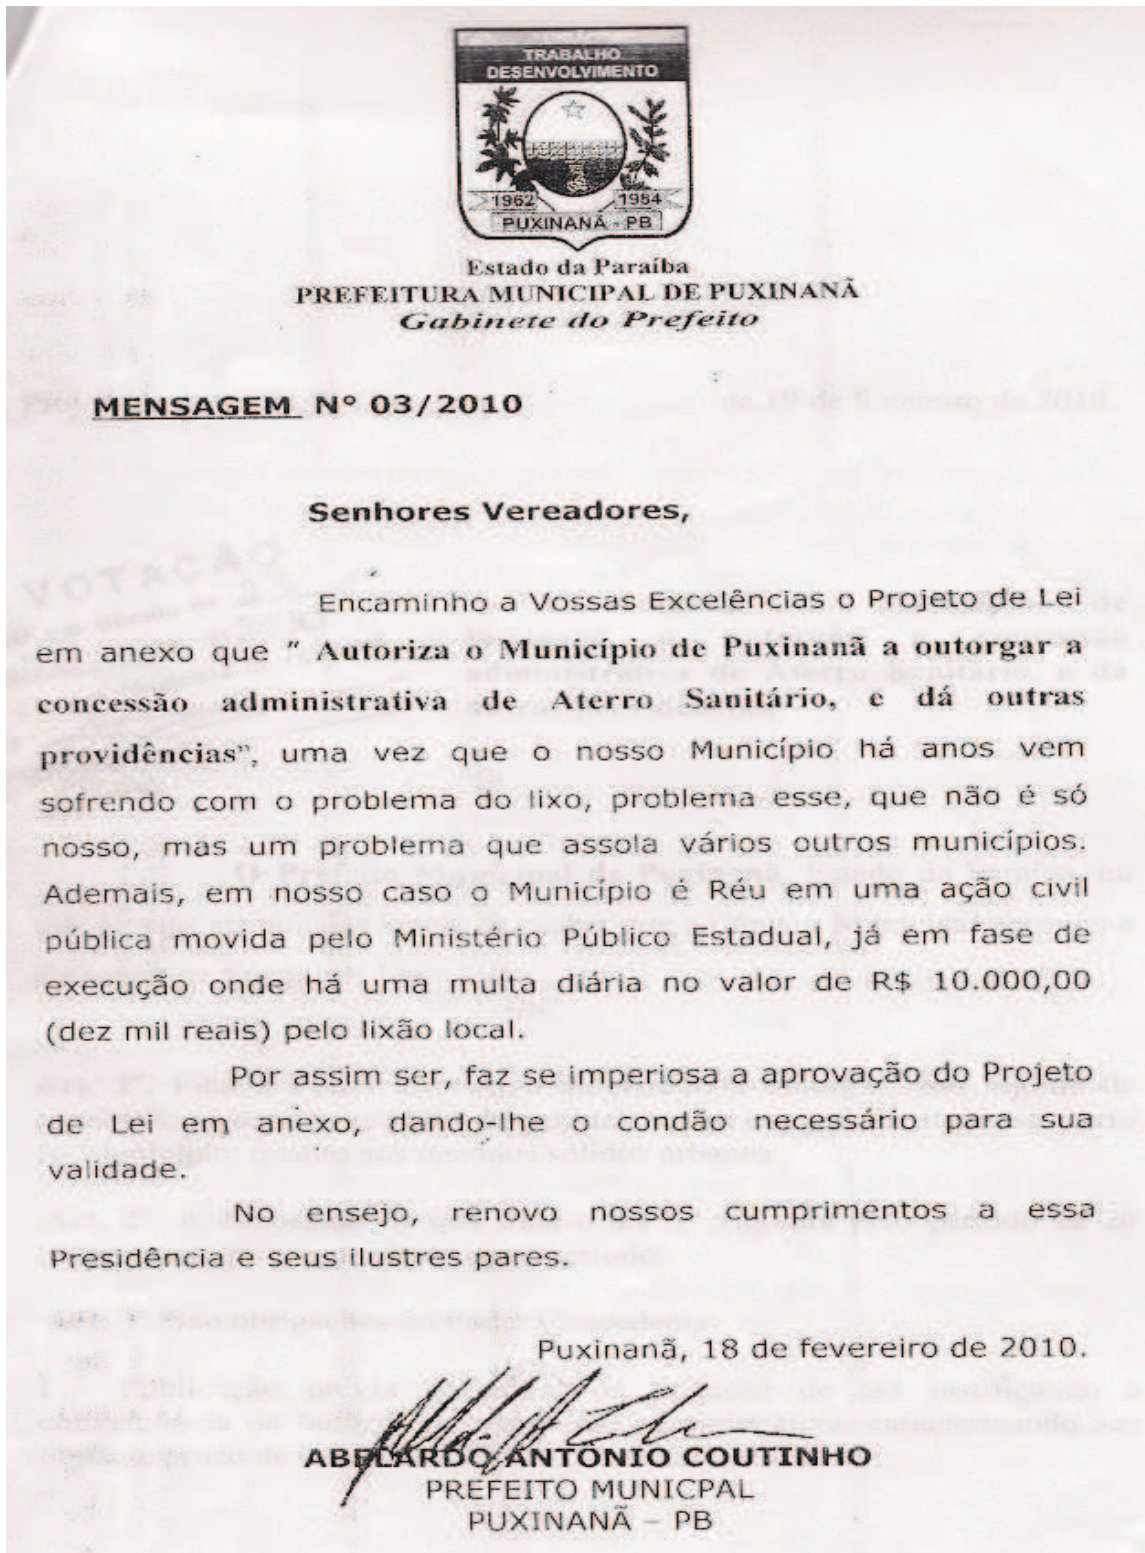 TRABALHO
DESENVOLVIMENTO
1962 1964
PUXINANÃ - PB
Estado da Paraíba
PREFEITURA MUNICIPAL DE PUXINANÃ
Gabinete do Prefeito
MENSAGEM Nº 03/2010
Senhores Vereadores,
VOTAÇÃO
Encaminho a Vossas Excelências o Projeto de Lei
em anexo que " Autoriza o Município de Puxinanã a outorgar a
concessão administrativa de Aterro Sanitário, e dá outras
providências", uma vez que o nosso Município há anos vem
sofrendo com o problema do lixo, problema esse, que não é só
nosso, mas um problema que assola vários outros municípios.
Ademais, em nosso caso o Município é Réu em uma ação civil
pública movida pelo Ministério Público Estadual, já em fase de
execução onde há uma multa diária no valor de R$ 10.000,00
(dez mil reais) pelo lixão local.
Por assim ser, faz se imperiosa a aprovação do Projeto
de Lei em anexo, dando-lhe o condão necessário para sua
validade.
No ensejo, renovo nossos cumprimentos a essa
Presidência e seus ilustres pares.
Puxinanã, 18 de fevereiro de 2010.
ABELARDO ANTÔNIO COUTINHO
PREFEITO MUNICPAL
PUXINANÃ – PB